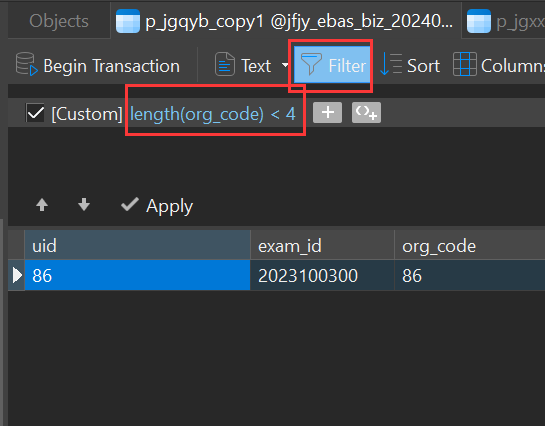 Objects
p_jgqyb_copy1 @jfjy_ebas_biz_20240...
p_jgxx
Begin Transaction
Text
Filter
Sort
Columns
[Custom] length(org_code) < 4
Apply
uid exam_id org_code
86 2023100300 86